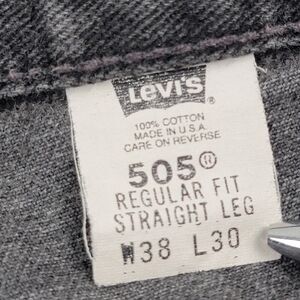 Levi's ®
100% COTTON
MADE IN U.S.A.
CARE ON REVERSE
505 ®
REGULAR FIT
STRAIGHT LEG
W38 L30